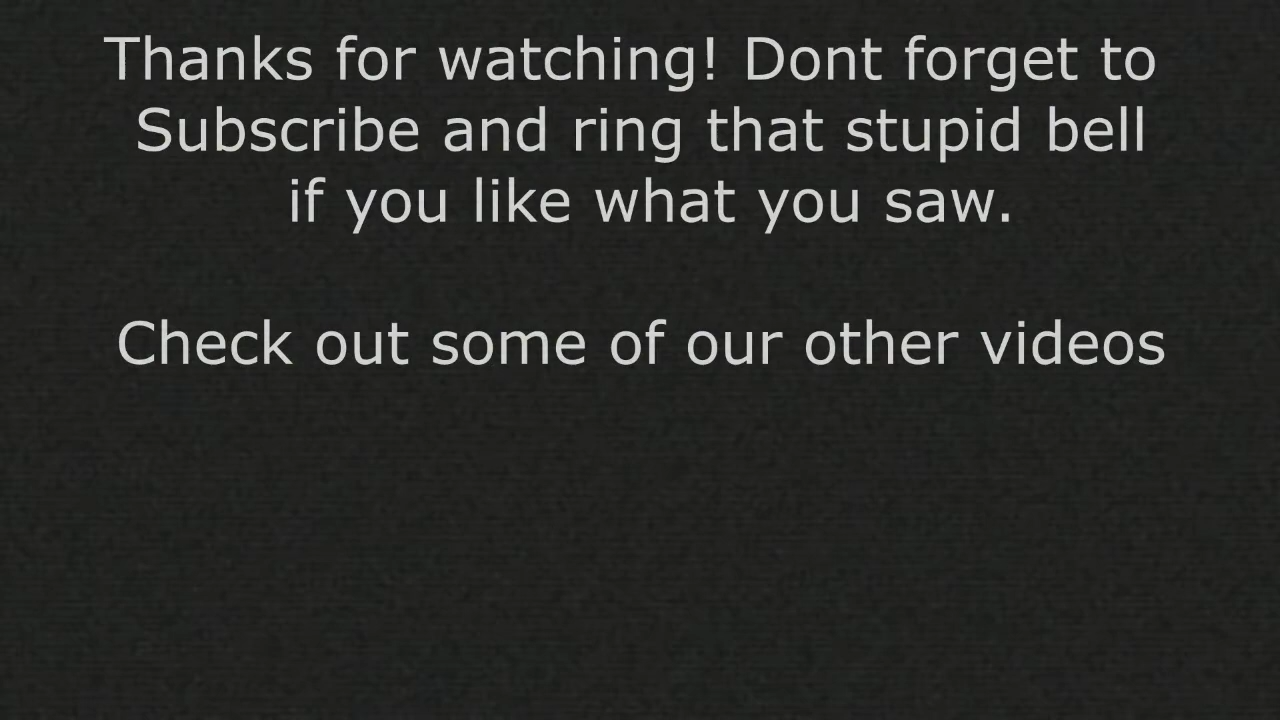 Thanks for watching! Dont forget to
Subscribe and ring that stupid bell
if you like what you saw.
Check out some of our other videos